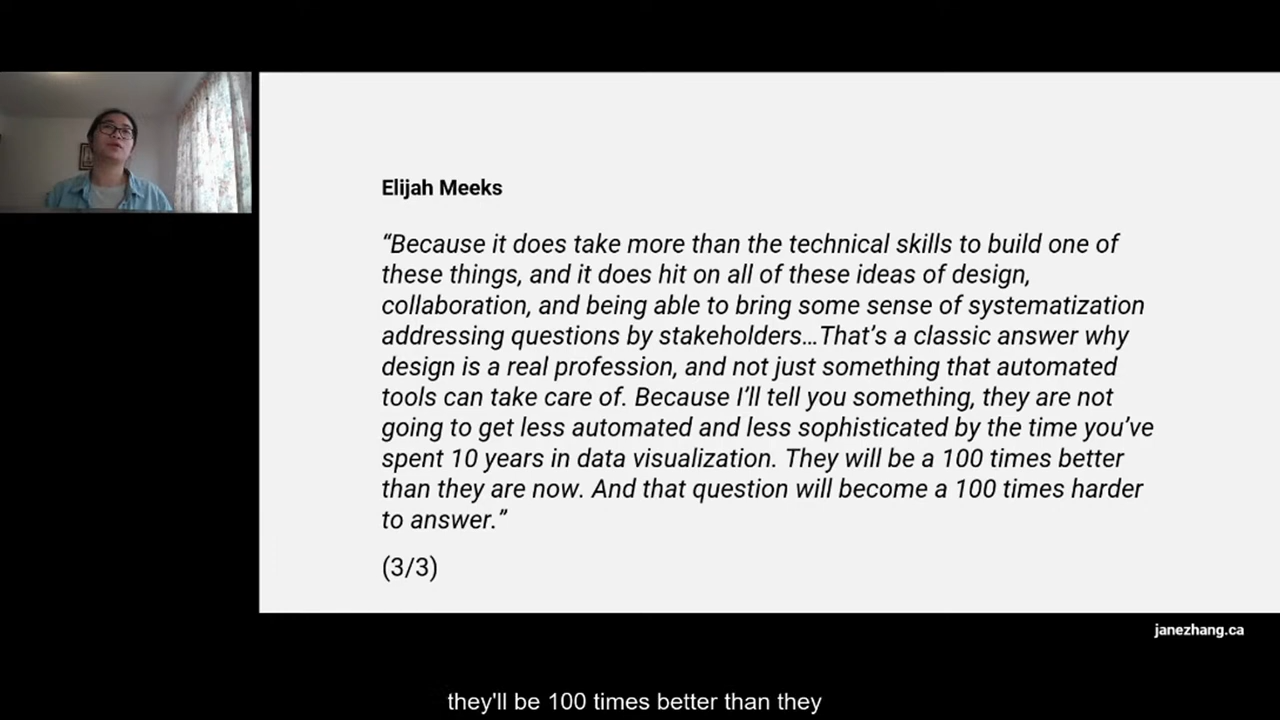 Elijah Meeks
“Because it does take more than the technical skills to build one of
these things, and it does hit on all of these ideas of design,
collaboration, and being able to bring some sense of systematization
addressing questions by stakeholders…That’s a classic answer why
design is a real profession, and not just something that automated
tools can take care of. Because I’ll tell you something, they are not
going to get less automated and less sophisticated by the time you’ve
spent 10 years in data visualization. They will be a 100 times better
than they are now. And that question will become a 100 times harder
to answer.”
(3/3)
janezhang.ca
they'll be 100 times better than they